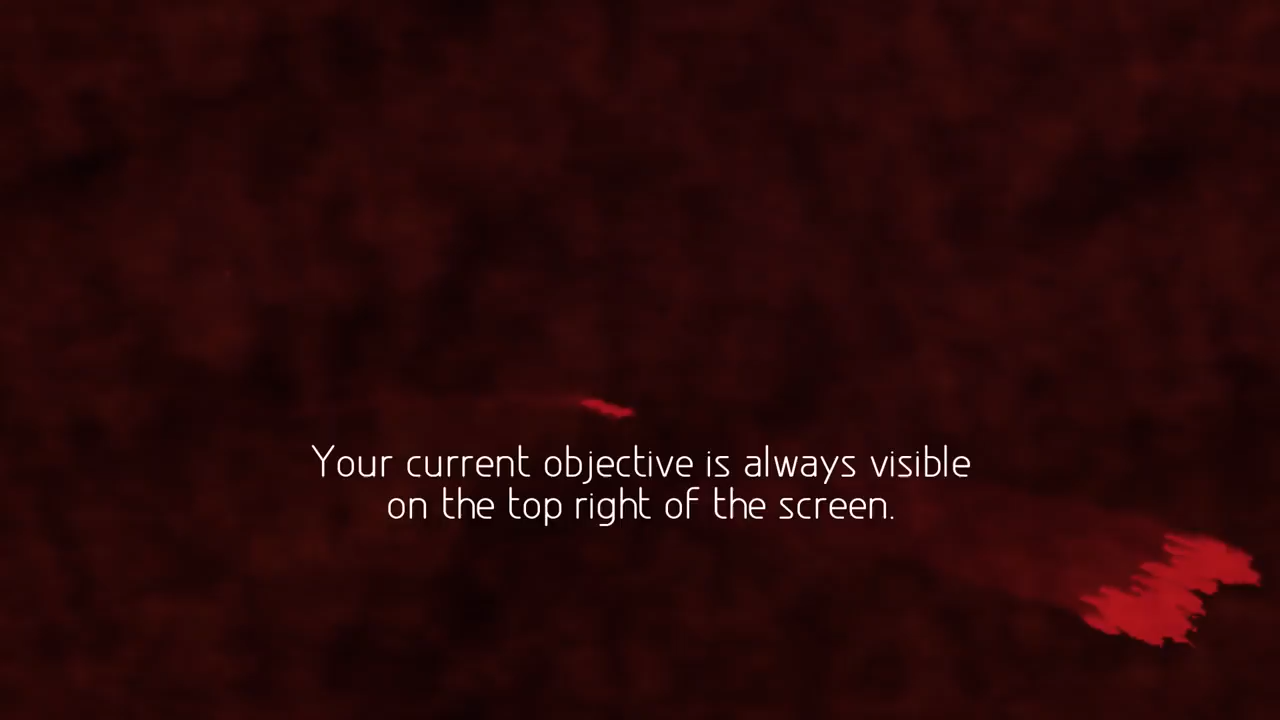 Your current objective is always visible
on the top right of the screen.